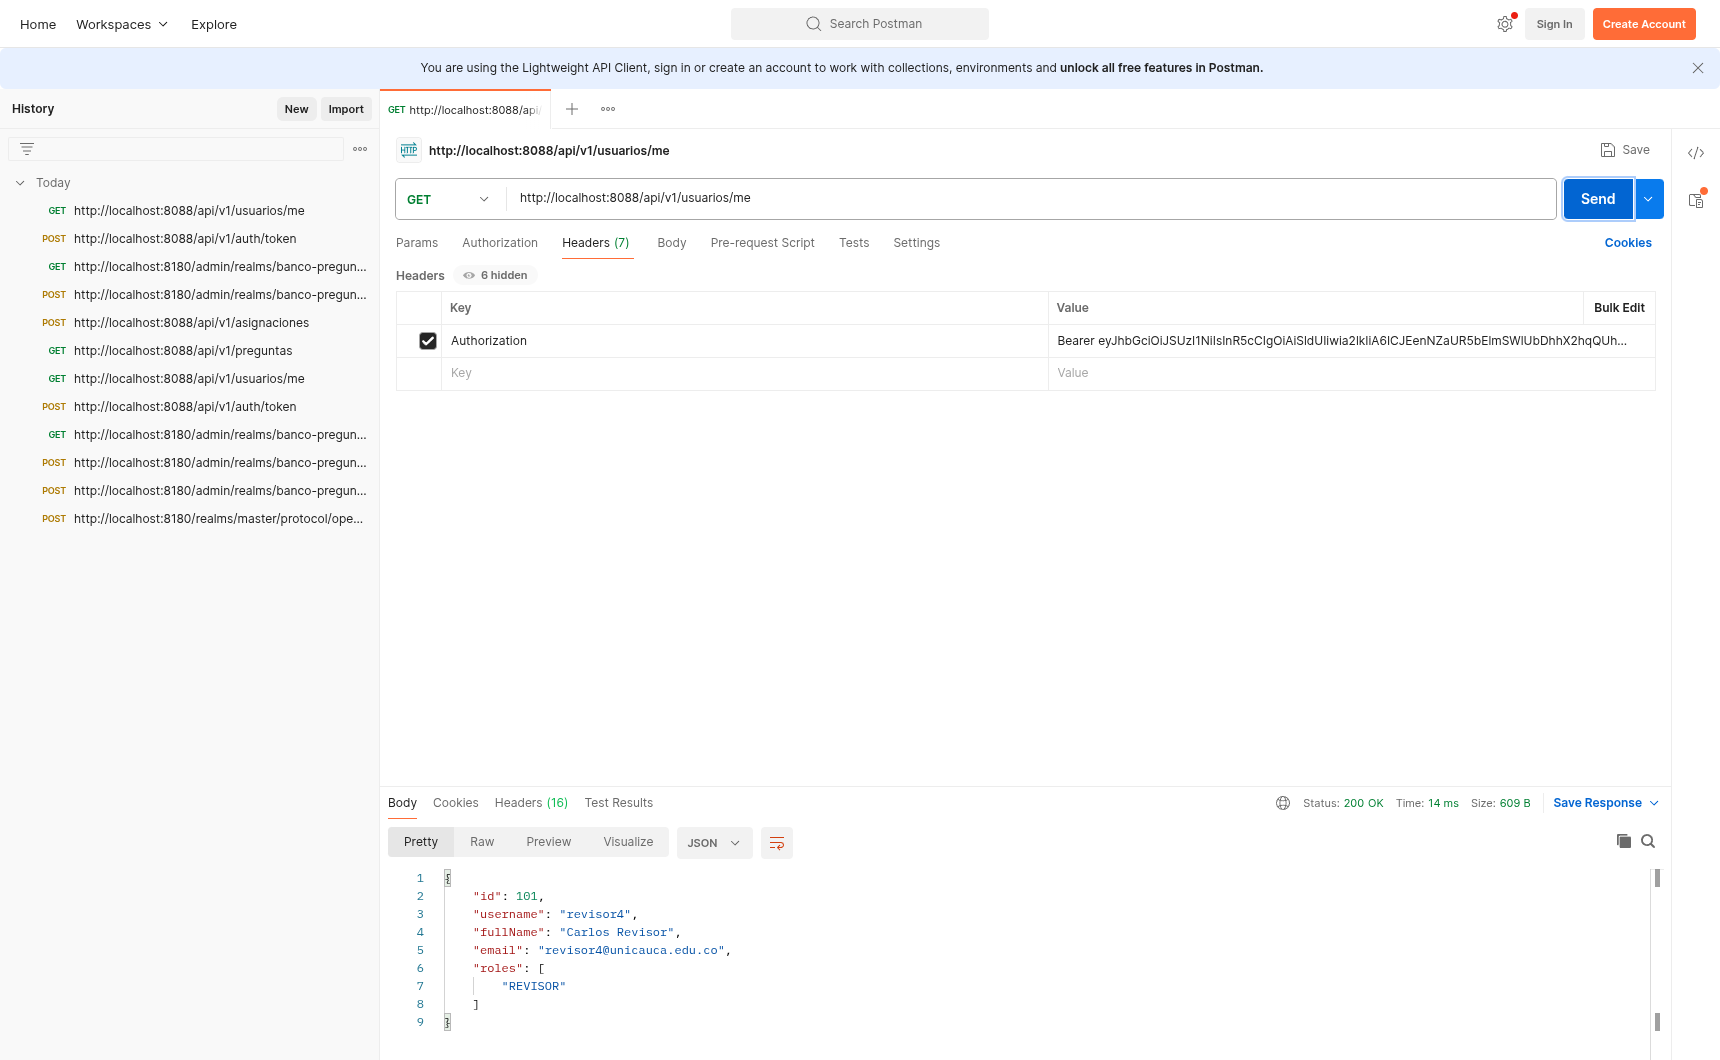 Home Workspaces Explore Search Postman Sign In Create Account
You are using the Lightweight API Client, sign in or create an account to work with collections, environments and unlock all free features in Postman.
History New Import
Today
GET http://localhost:8088/api/v1/usuarios/me
POST http://localhost:8088/api/v1/auth/token
GET http://localhost:8180/admin/realms/banco-pregun...
POST http://localhost:8180/admin/realms/banco-pregun...
POST http://localhost:8088/api/v1/asignaciones
GET http://localhost:8088/api/v1/preguntas
GET http://localhost:8088/api/v1/usuarios/me
POST http://localhost:8088/api/v1/auth/token
GET http://localhost:8180/admin/realms/banco-pregun...
POST http://localhost:8180/admin/realms/banco-pregun...
POST http://localhost:8180/admin/realms/banco-pregun...
POST http://localhost:8180/realms/master/protocol/ope...
GET http://localhost:8088/api/
HTTP http://localhost:8088/api/v1/usuarios/me Save
GET http://localhost:8088/api/v1/usuarios/me Send
Params Authorization Headers (7) Body Pre-request Script Tests Settings Cookies
Headers 6 hidden
Key Value Bulk Edit
Authorization Bearer
Key Value
Body Cookies Headers (16) Test Results Status: 200 OK Time: 14 ms Size: 609 B Save Response
Pretty Raw Preview Visualize JSON
1 {
2 "id": 101,
3 "username": "revisor4",
4 "fullName": "Carlos Revisor",
5 "email": "revisor4@unicauca.edu.co",
6 "roles": [
7 "REVISOR"
8 ]
9 }